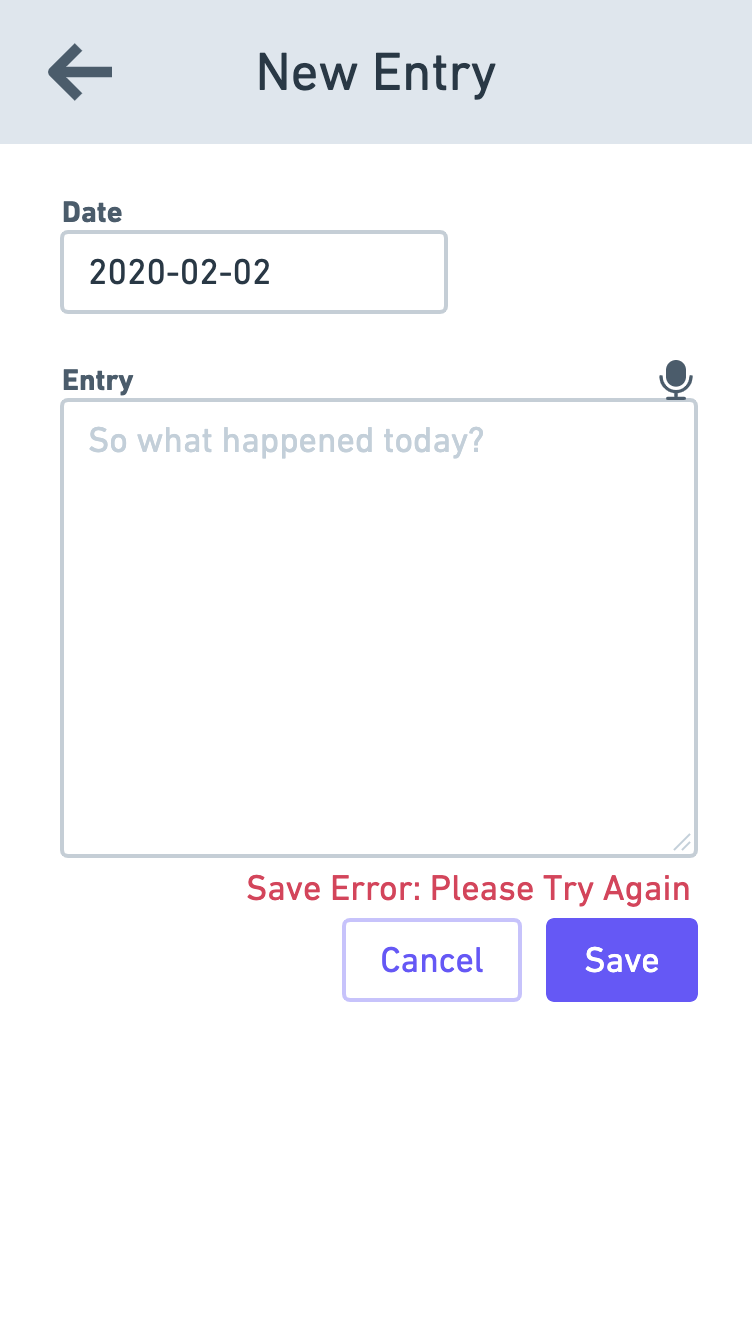 New Entry
Date
2020-02-02
Entry
So what happened today?
Save Error: Please Try Again
Cancel
Save